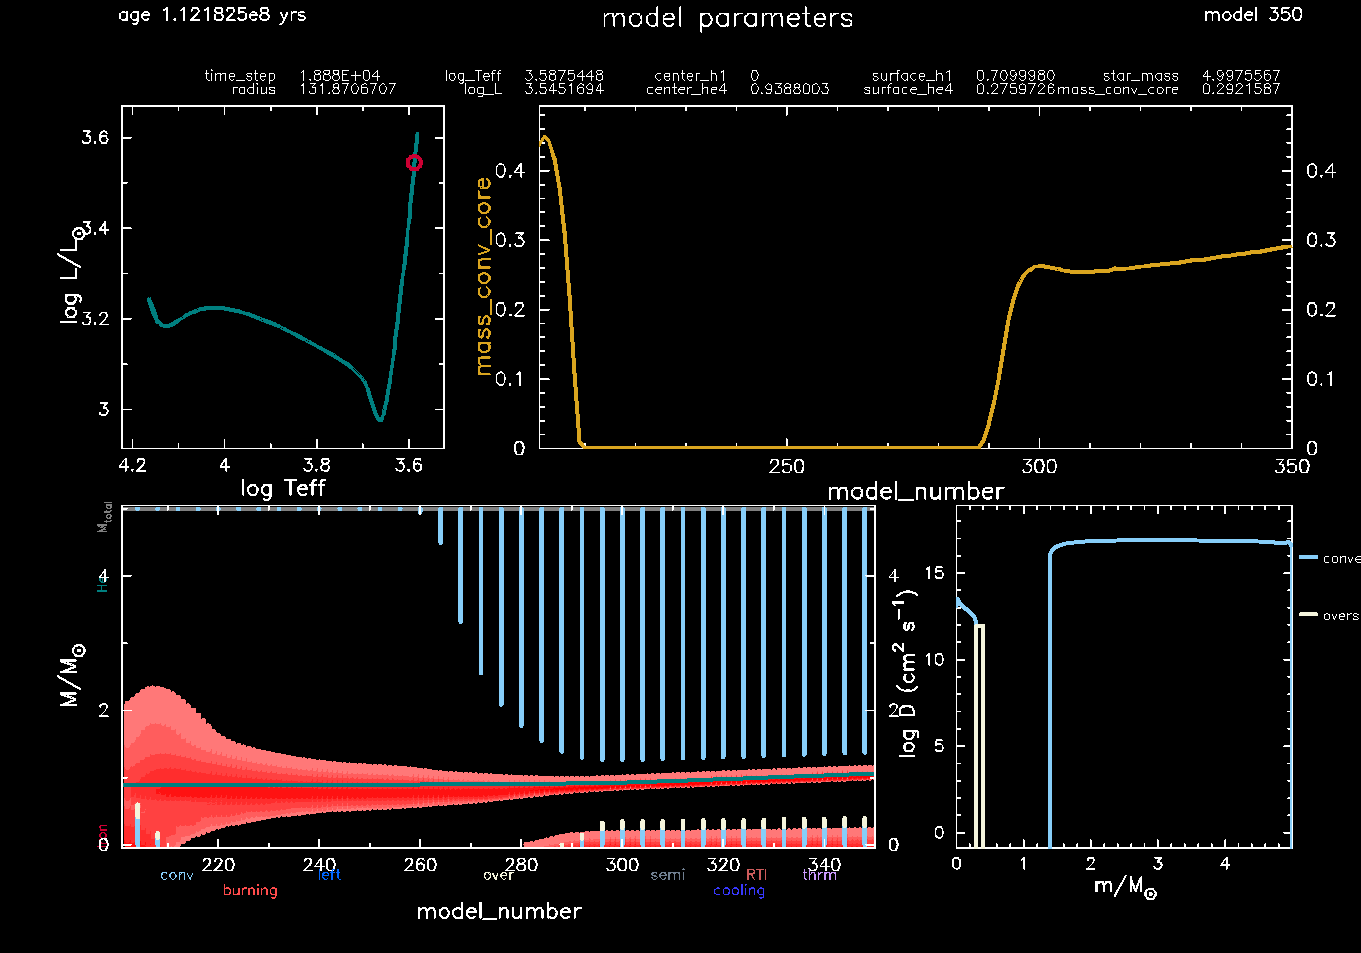 age 1.121825e8 yrs model parameters model 350
time_step 1.888E+04 log_Teff 3.5875448 center_h1 0 surface_h1 0.7099980 star_mass 4.9975567
radius 131.8706707 log_L 3.5451694 center_he4 0.9388003 surface_he4 0.2759726 mass_conv_core 0.2921587
log L/L⊙
3.6
3.4
3.2
3
4.2 4 3.8 3.6
log Teff
mass_conv_core
0.4 0.4
0.3 0.3
0.2 0.2
0.1 0.1
0 0
250 300 350
model_number
M/M⊙
Mtotal
He
4 4
2 2
0 0
220 240 260 280 300 320 340
conv left over semi RTI thrm
burning cooling
model_number
log D (cm² s⁻¹)
15
10
5
0
0 1 2 3 4
m/M⊙
conve
overs